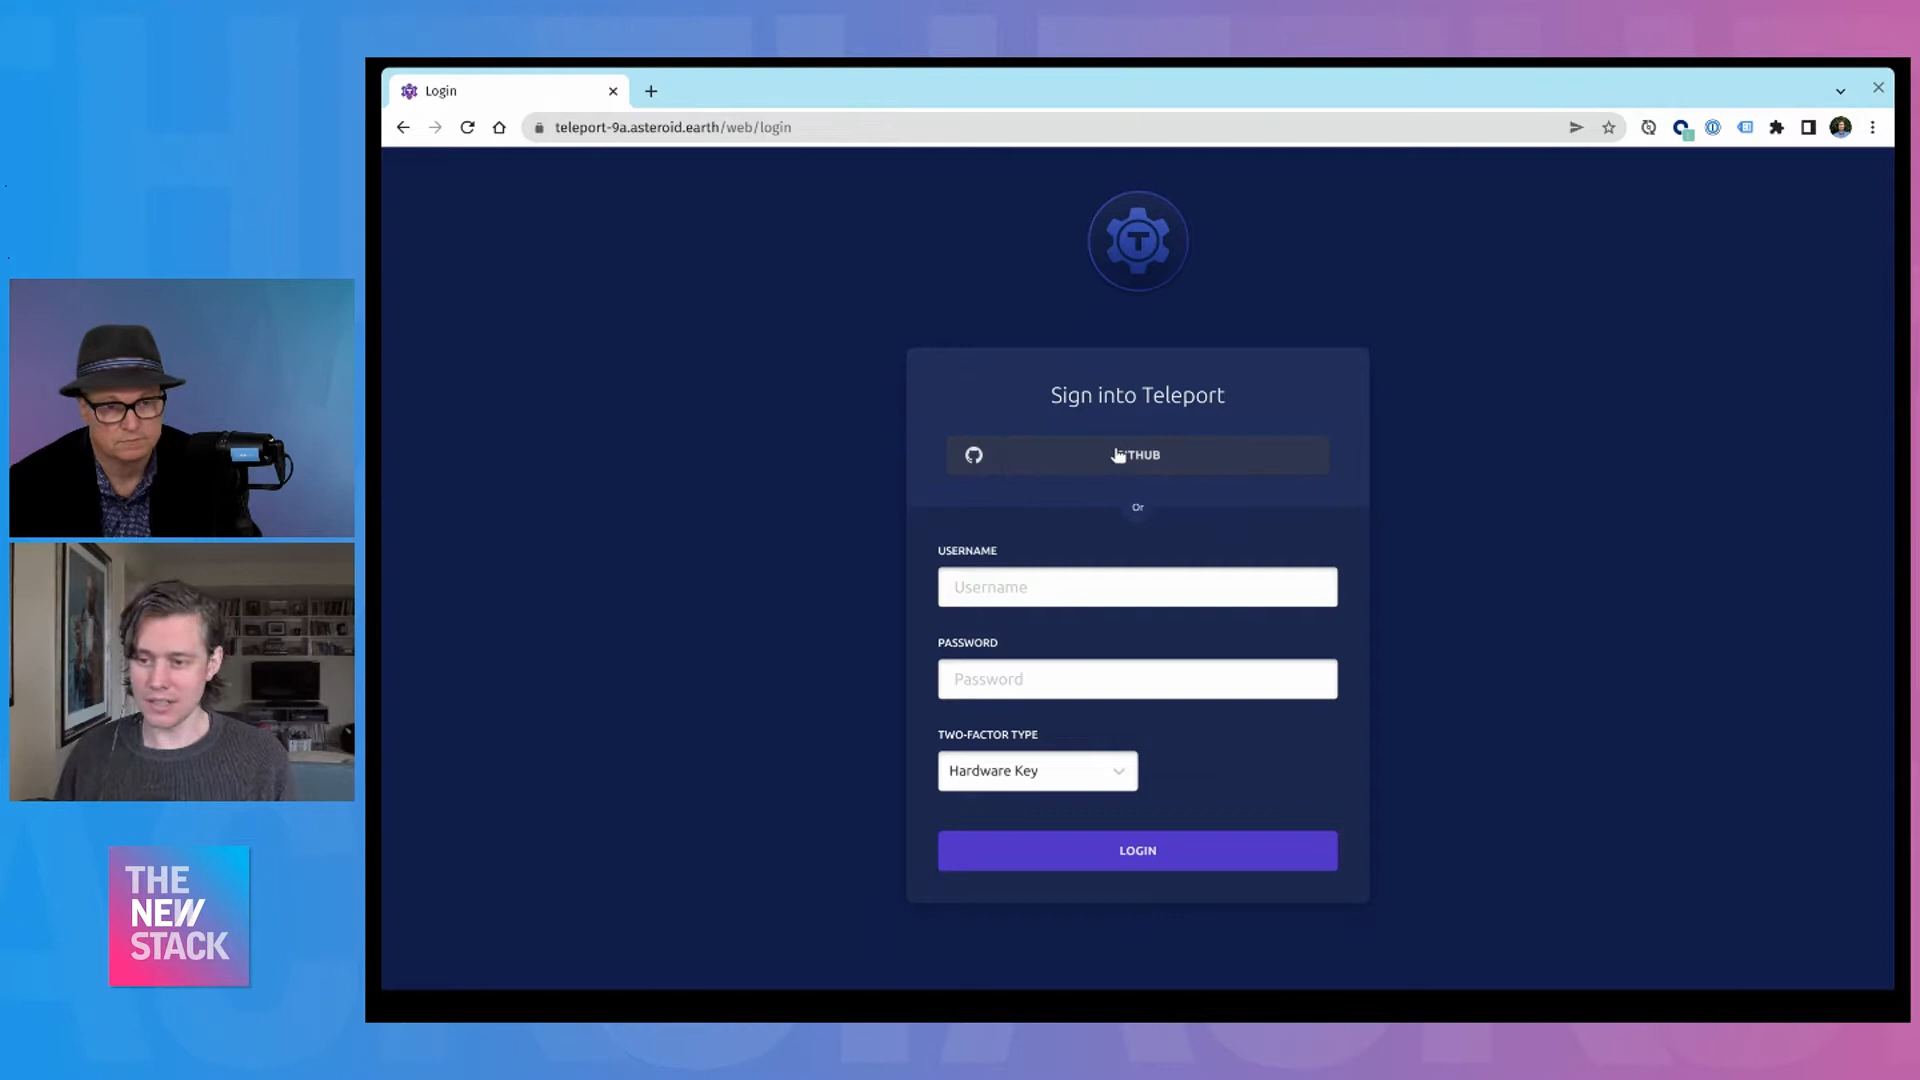 Login
teleport-9a.asteroid.earth/web/login
T
Sign into Teleport
THUB
Or
USERNAME
Username
PASSWORD
Password
TWO-FACTOR TYPE
Hardware Key
LOGIN
THE
NEW
STACK